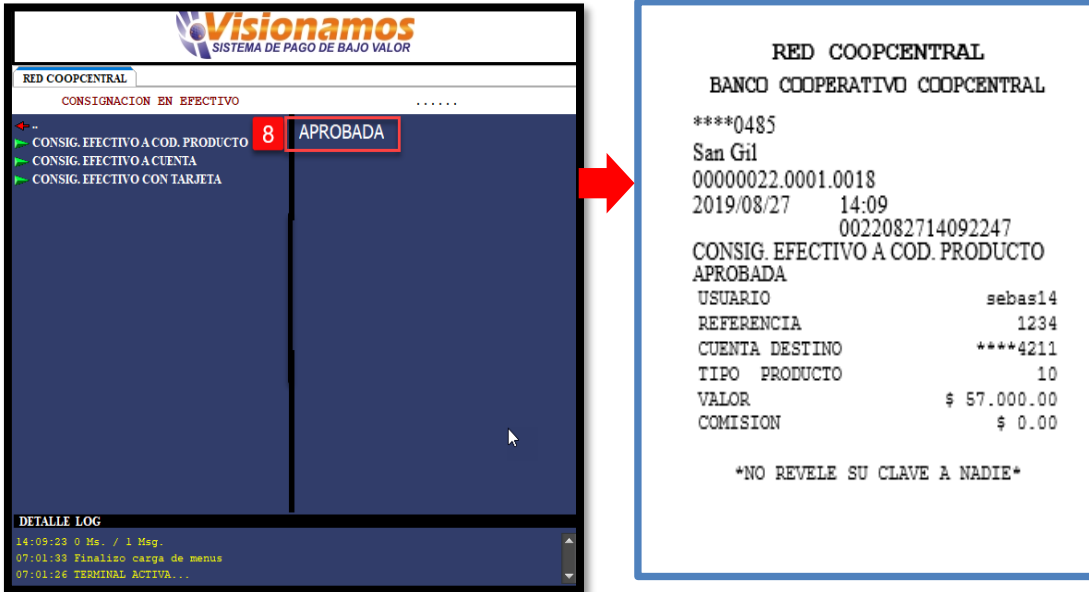 Visionamos
SISTEMA DE PAGO DE BAJO VALOR
RED COOPCENTRAL
CONSIGNACION EN EFECTIVO ......
..
CONSIG. EFECTIVO A COD. PRODUCTO
CONSIG. EFECTIVO A CUENTA
CONSIG. EFECTIVO CON TARJETA
8 APROBADA
DETALLE LOG
14:09:23 0 Ms. / 1 Msg.
07:01:33 Finalizo carga de menus
07:01:26 TERMINAL ACTIVA...
RED COOPCENTRAL
BANCO COOPERATIVO COOPCENTRAL
****0485
San Gil
00000022.0001.0018
2019/08/27 14:09
0022082714092247
CONSIG. EFECTIVO A COD. PRODUCTO
APROBADA
USUARIO sebas14
REFERENCIA 1234
CUENTA DESTINO ****4211
TIPO PRODUCTO 10
VALOR $ 57.000.00
COMISION $ 0.00
*NO REVELE SU CLAVE A NADIE*